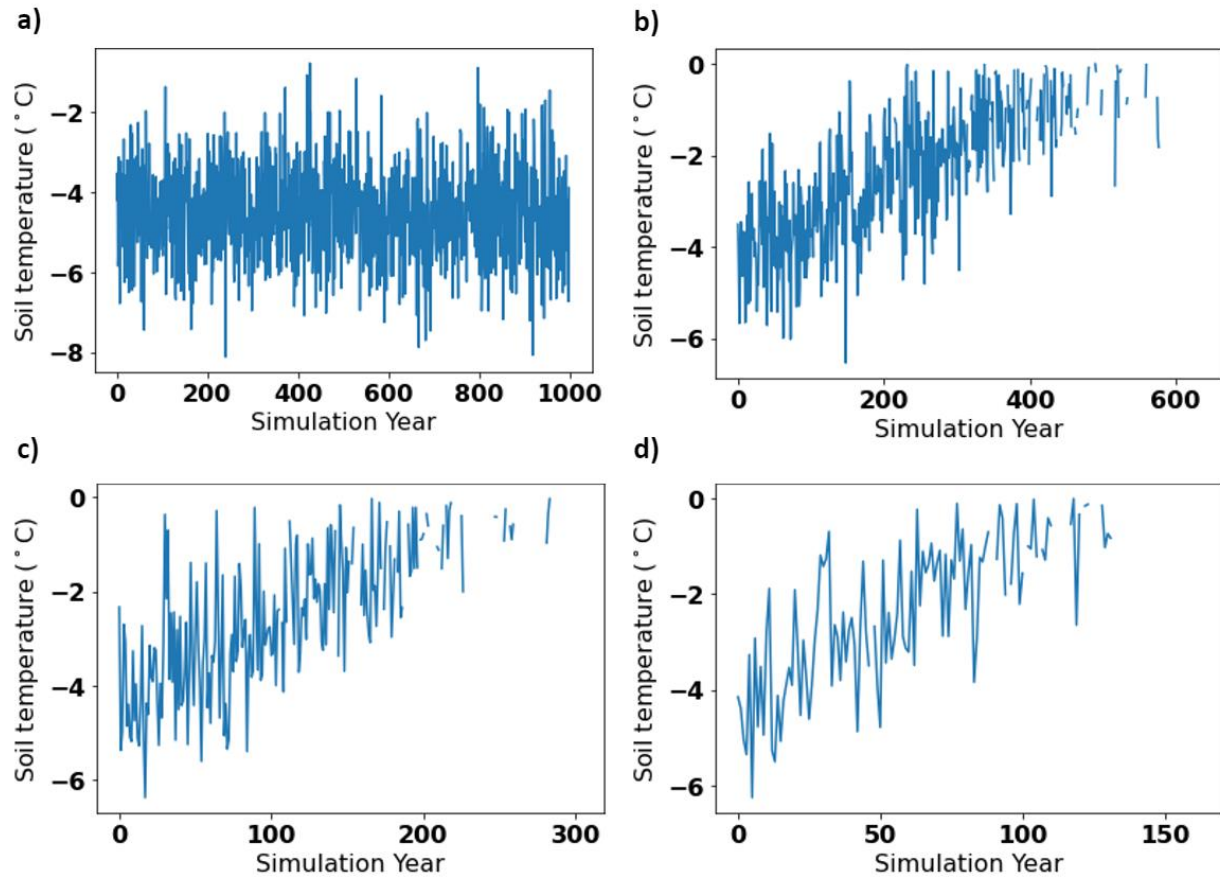 a)
−2
−4
−6
−8
Soil temperature (°C)
0 200 400 600 800 1000
Simulation Year
b)
0
−2
−4
−6
Soil temperature (°C)
0 200 400 600
Simulation Year
c)
0
−2
−4
−6
Soil temperature (°C)
0 100 200 300
Simulation Year
d)
0
−2
−4
−6
Soil temperature (°C)
0 50 100 150
Simulation Year